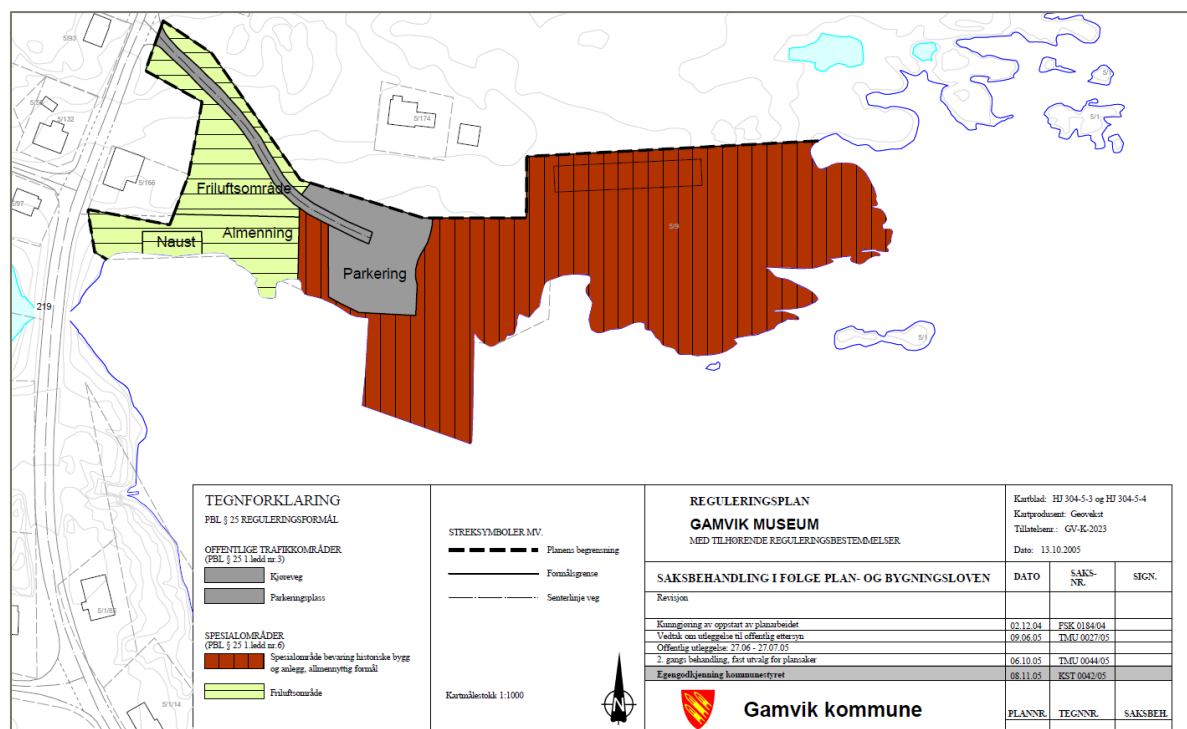 5/93
5/132
5/174
5/166
5/97
Friluftsområde
Almenning
Naust
Parkering
5/9
219
5/1
5/1
5/1
5/1/14
TEGNFORKLARING
PBL § 25 REGULERINGSFORMÅL
OFFENTLIGE TRAFIKKOMRÅDER
(PBL § 25 1.ledd nr.3)
Kjøreveg
Parkeringsplass
SPESIALOMRÅDER
(PBL § 25 1.ledd nr.6)
Spesialområde bevaring historiske bygg
og anlegg, allmennyttig formål
Friluftsområde
STREKSYMBOLER MV.
Planens begrensning
Formålsgrense
Senterlinje veg
Kartmålestokk 1:1000
N
REGULERINGSPLAN
GAMVIK MUSEUM
MED TILHØRENDE REGULERINGSBESTEMMELSER
Kartblad: HJ 304-5-3 og HJ 304-5-4
Kartprodusent: Geovekst
Tillatelsenr.: GV-K-2023
Dato: 13.10.2005
SAKSBEHANDLING I FØLGE PLAN- OG BYGNINGSLOVEN DATO SAKS-NR. SIGN.
Revisjon
Kunngjøring av oppstart av planarbeidet 02.12.04 FSK 0184/04
Vedtak om utleggelse til offentlig ettersyn 09.06.05 TMU 0027/05
Offentlig utleggelse: 27.06 - 27.07.05
2. gangs behandling, fast utvalg for plansaker 06.10.05 TMU 0044/05
Egengodkjenning kommunestyret 08.11.05 KST 0042/05
Gamvik kommune
PLANNR. TEGNNR. SAKSBEH.